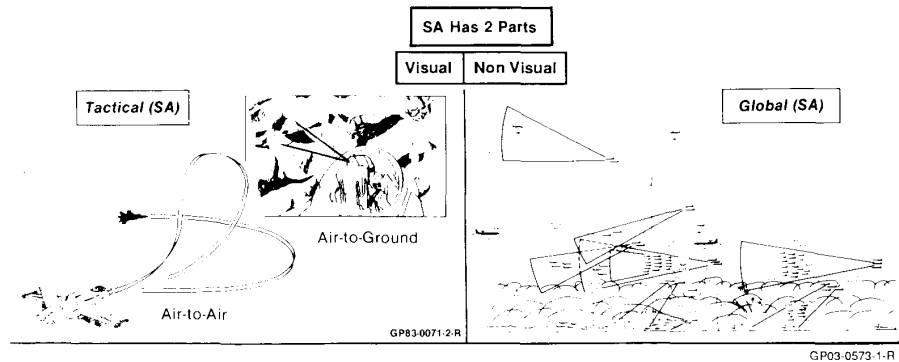 SA Has 2 Parts
Visual
Non Visual
Tactical (SA)
Global (SA)
Air-to-Ground
Air-to-Air
GP83-0071-2-R
GP03-0573-1-R